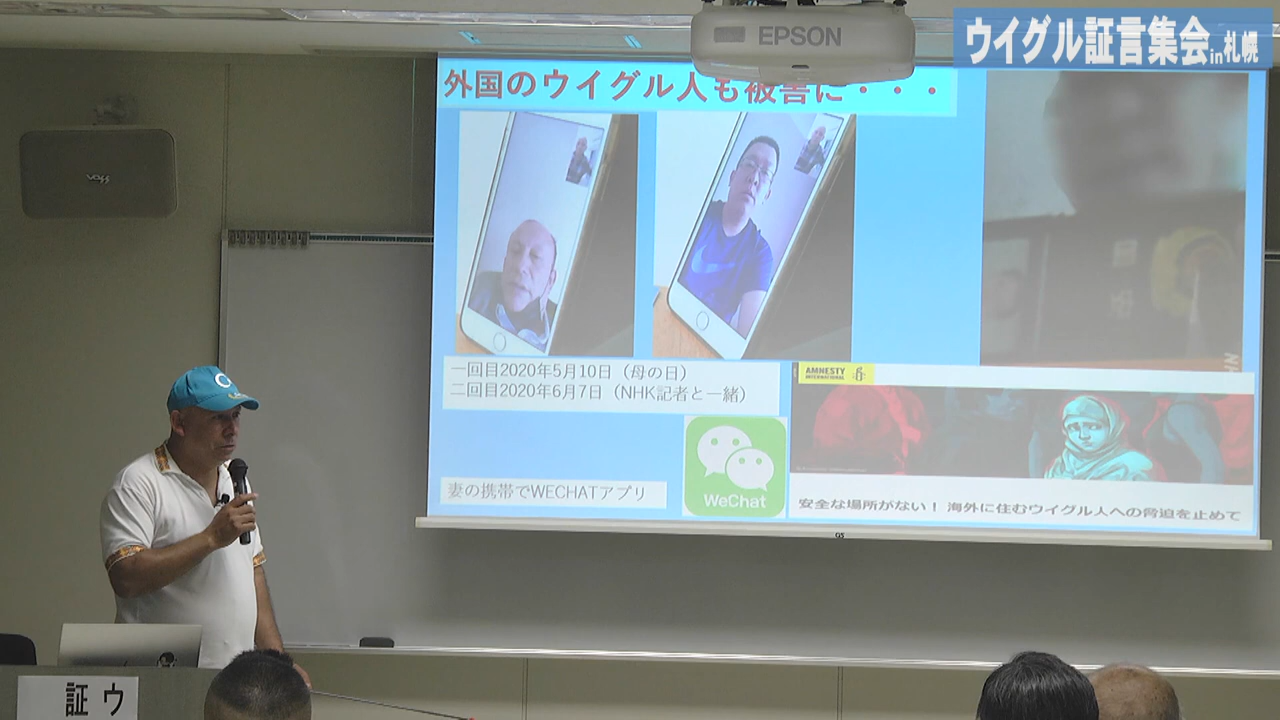 ウイグル証言集会in札幌
EPSON
外国のウイグル人も被害に・・・
VOSS
一回目2020年5月10日（母の日）
二回目2020年6月7日（NHK記者と一緒）
AMNESTY
INTERNATIONAL
WeChat
妻の携帯でWECHATアプリ
安全な場所がない！ 海外に住むウイグル人への脅迫を止めて
GS
証ウ